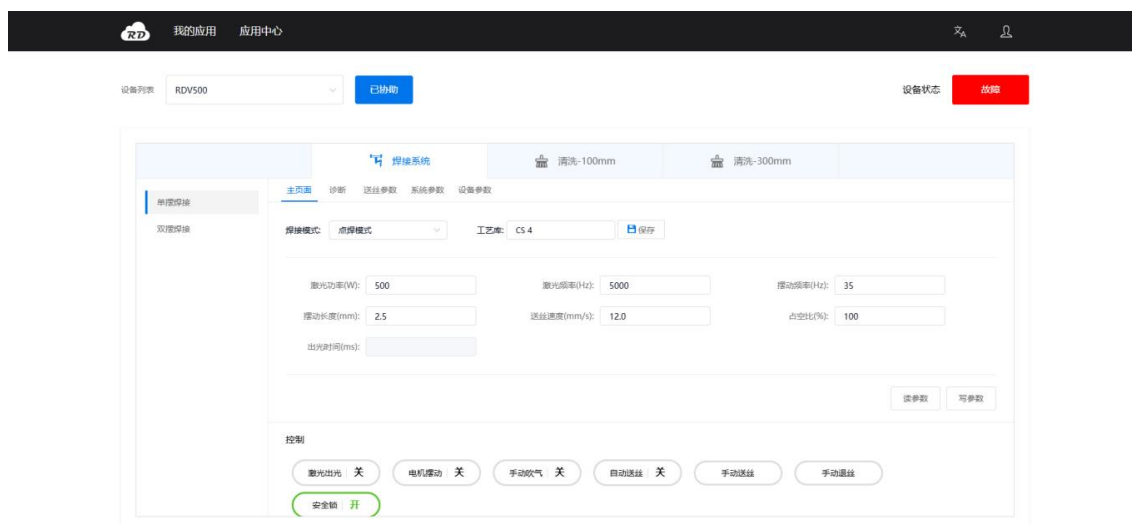 RD 我的应用 应用中心 文A
设备列表 RDV500 已协助 设备状态 故障
焊接系统 清洗-100mm 清洗-300mm
单摆焊接 主页面 诊断 送丝参数 系统参数 设备参数
双摆焊接 焊接模式: 点焊模式 工艺库: CS 4 保存
激光功率(W): 500 激光频率(Hz): 5000 摆动频率(Hz): 35
摆动长度(mm): 2.5 送丝速度(mm/s): 12.0 占空比(%): 100
出光时间(ms):
读参数 写参数
控制
激光出光 关 电机摆动 关 手动吹气 关 自动送丝 关 手动送丝 手动退丝
安全锁 开